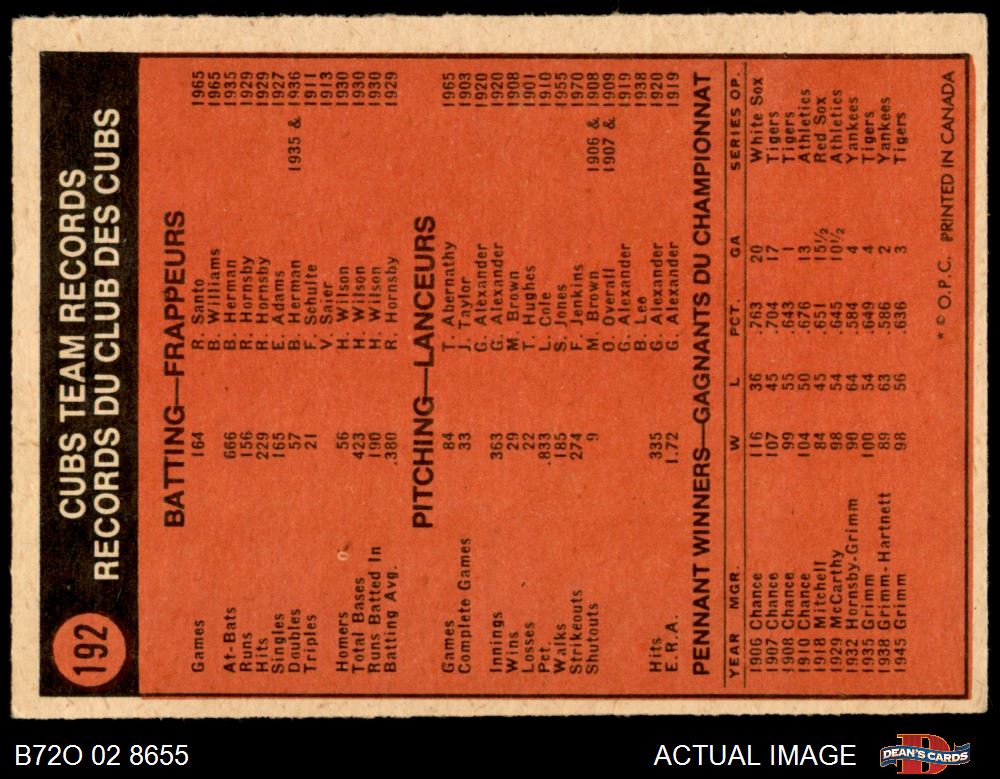 192
CUBS TEAM RECORDS
RECORDS DU CLUB DES CUBS
BATTING—FRAPPEURS
Games 164 R. Santo 1965
B. Williams 1965
At-Bats 666 B. Herman 1935
Runs 156 R. Hornsby 1929
Hits 229 R. Hornsby 1929
Singles 165 E. Adams 1927
Doubles 57 B. Herman 1935 & 1936
Triples 21 F. Schulte 1911
V. Saier 1913
Homers 56 H. Wilson 1930
Total Bases 423 H. Wilson 1930
Runs Batted In 190 H. Wilson 1930
Batting Avg. .380 R. Hornsby 1929
PITCHING—LANCEURS
Games 84 T. Abernathy 1965
Complete Games 33 J. Taylor 1903
G. Alexander 1920
Innings 363 G. Alexander 1920
Wins 29 M. Brown 1908
Losses 22 T. Hughes 1901
Pct. .833 L. Cole 1910
Walks 185 S. Jones 1955
Strikeouts 274 F. Jenkins 1970
Shutouts 9 M. Brown 1906 & 1908
O. Overall 1907 & 1909
G. Alexander 1919
B. Lee 1938
Hits 335 G. Alexander 1920
E.R.A. 1.72 G. Alexander 1919
PENNANT WINNERS—GAGNANTS DU CHAMPIONNAT
YEAR MGR. W L PCT. GA SERIES OP.
1906 Chance 116 36 .763 20 White Sox
1907 Chance 107 45 .704 17 Tigers
1908 Chance 99 55 .643 1 Tigers
1910 Chance 104 50 .676 13 Athletics
1918 Mitchell 84 45 .651 15½ Red Sox
1929 McCarthy 98 54 .645 10½ Athletics
1932 Hornsby-Grimm 90 64 .584 4 Yankees
1935 Grimm 100 54 .649 4 Tigers
1938 Grimm-Hartnett 89 63 .586 2 Yankees
1945 Grimm 98 56 .636 3 Tigers
* © O.P.C. PRINTED IN CANADA
B72O 02 8655
ACTUAL IMAGE
DEAN'S CARDS